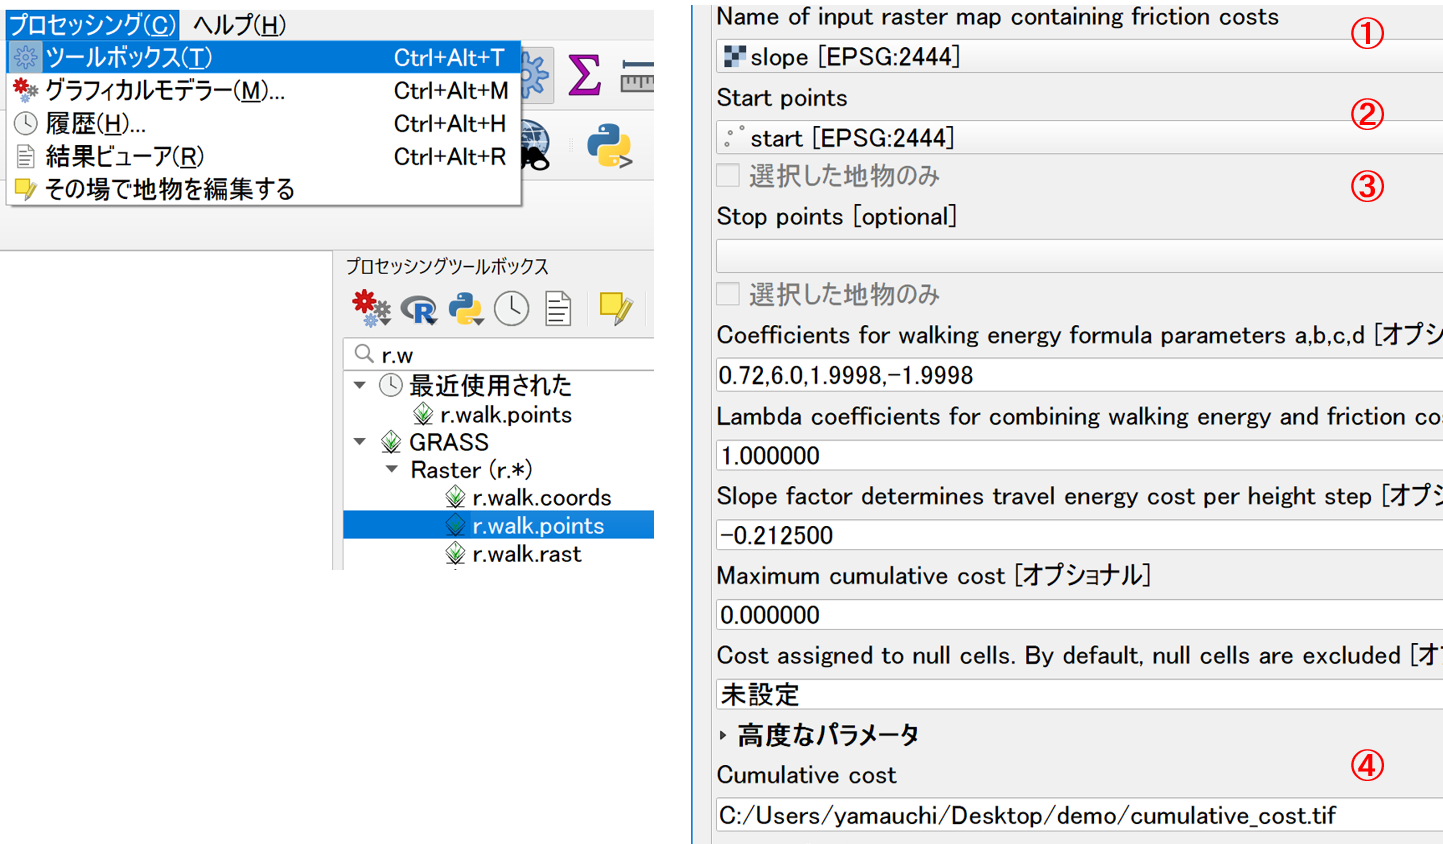 プロセッシング(C) ヘルプ(H)
ツールボックス(T) Ctrl+Alt+T
グラフィカルモデラー(M)... Ctrl+Alt+M
履歴(H)... Ctrl+Alt+H
結果ビューア(R) Ctrl+Alt+R
その場で地物を編集する
プロセッシングツールボックス
r.w
最近使用された
r.walk.points
GRASS
Raster (r.*)
r.walk.coords
r.walk.points
r.walk.rast
Name of input raster map containing friction costs
①
slope [EPSG:2444]
Start points
②
start [EPSG:2444]
選択した地物のみ
③
Stop points [optional]
選択した地物のみ
Coefficients for walking energy formula parameters a,b,c,d [オプシ
0.72,6.0,1.9998,-1.9998
Lambda coefficients for combining walking energy and friction co
1.000000
Slope factor determines travel energy cost per height step [オプシ
-0.212500
Maximum cumulative cost [オプショナル]
0.000000
Cost assigned to null cells. By default, null cells are excluded [オ
未設定
高度なパラメータ
Cumulative cost
④
C:/Users/yamauchi/Desktop/demo/cumulative_cost.tif